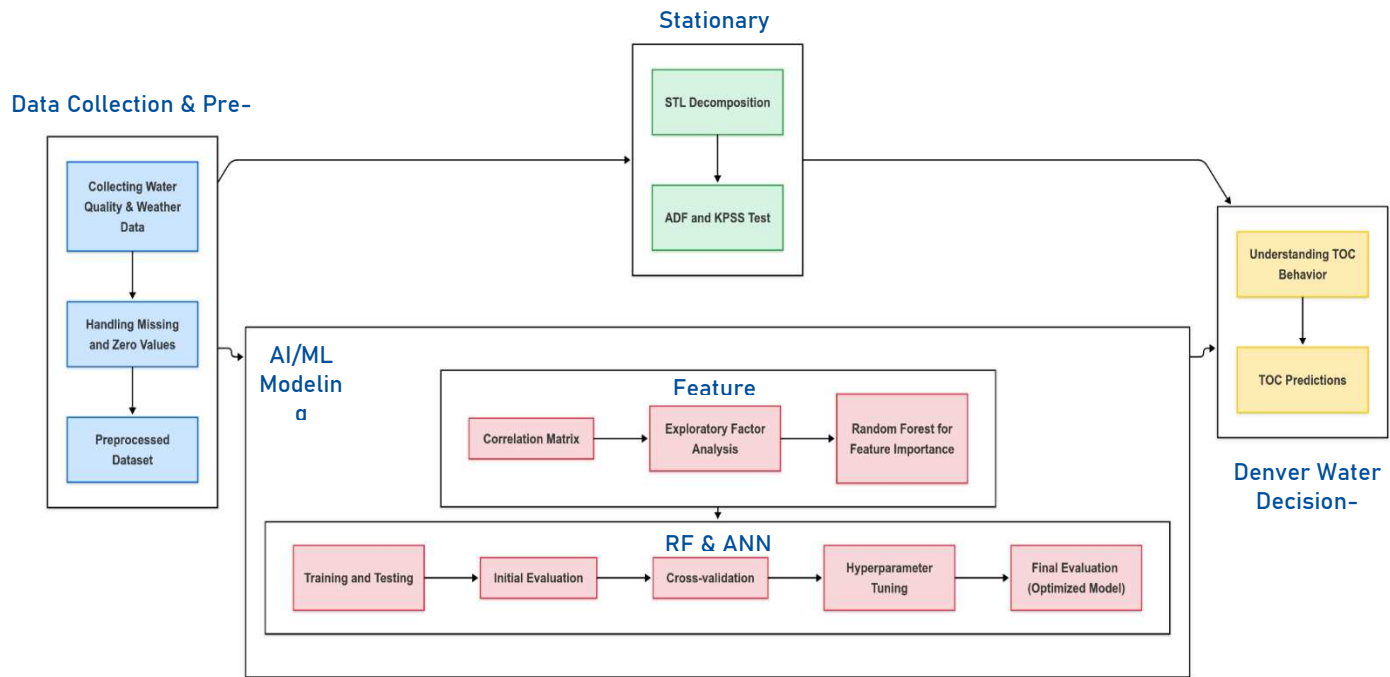 Stationary
STL Decomposition
ADF and KPSS Test
Data Collection & Pre-
Collecting Water
Quality & Weather
Data
Handling Missing
and Zero Values
Preprocessed
Dataset
AI/ML
Modelin
Feature
Correlation Matrix
Exploratory Factor
Analysis
Random Forest for
Feature Importance
RF & ANN
Training and Testing
Initial Evaluation
Cross-validation
Hyperparameter
Tuning
Final Evaluation
(Optimized Model)
Understanding TOC
Behavior
TOC Predictions
Denver Water
Decision-